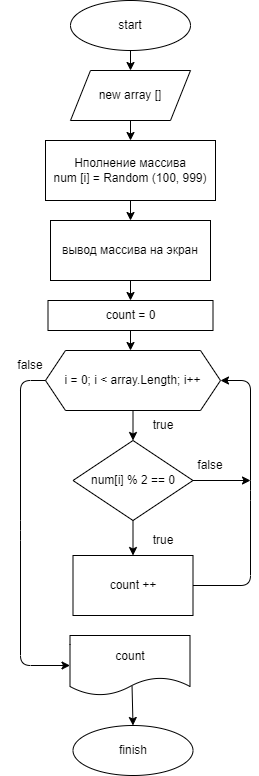 start
new array []
Нполнение массива
num [i] = Random (100, 999)
вывод массива на экран
count = 0
false
i = 0; i < array.Length; i++
true
false
num[i] % 2 == 0
true
count ++
count
finish